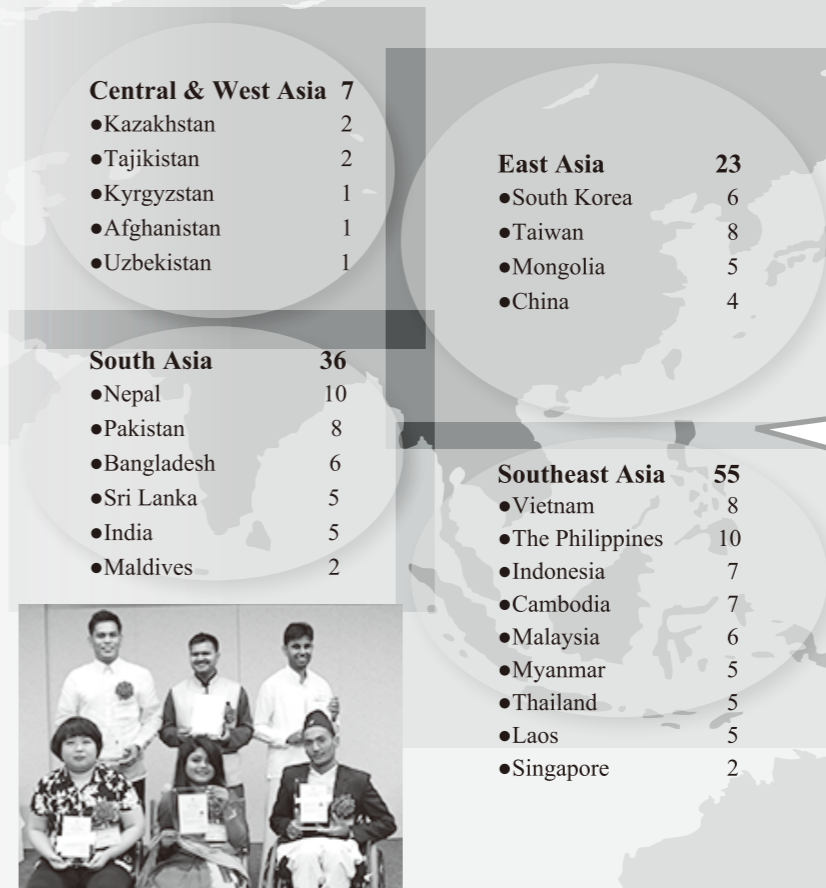 Central & West Asia 7
●Kazakhstan 2
●Tajikistan 2
●Kyrgyzstan 1
●Afghanistan 1
●Uzbekistan 1
East Asia 23
●South Korea 6
●Taiwan 8
●Mongolia 5
●China 4
South Asia 36
●Nepal 10
●Pakistan 8
●Bangladesh 6
●Sri Lanka 5
●India 5
●Maldives 2
Southeast Asia 55
●Vietnam 8
●The Philippines 10
●Indonesia 7
●Cambodia 7
●Malaysia 6
●Myanmar 5
●Thailand 5
●Laos 5
●Singapore 2